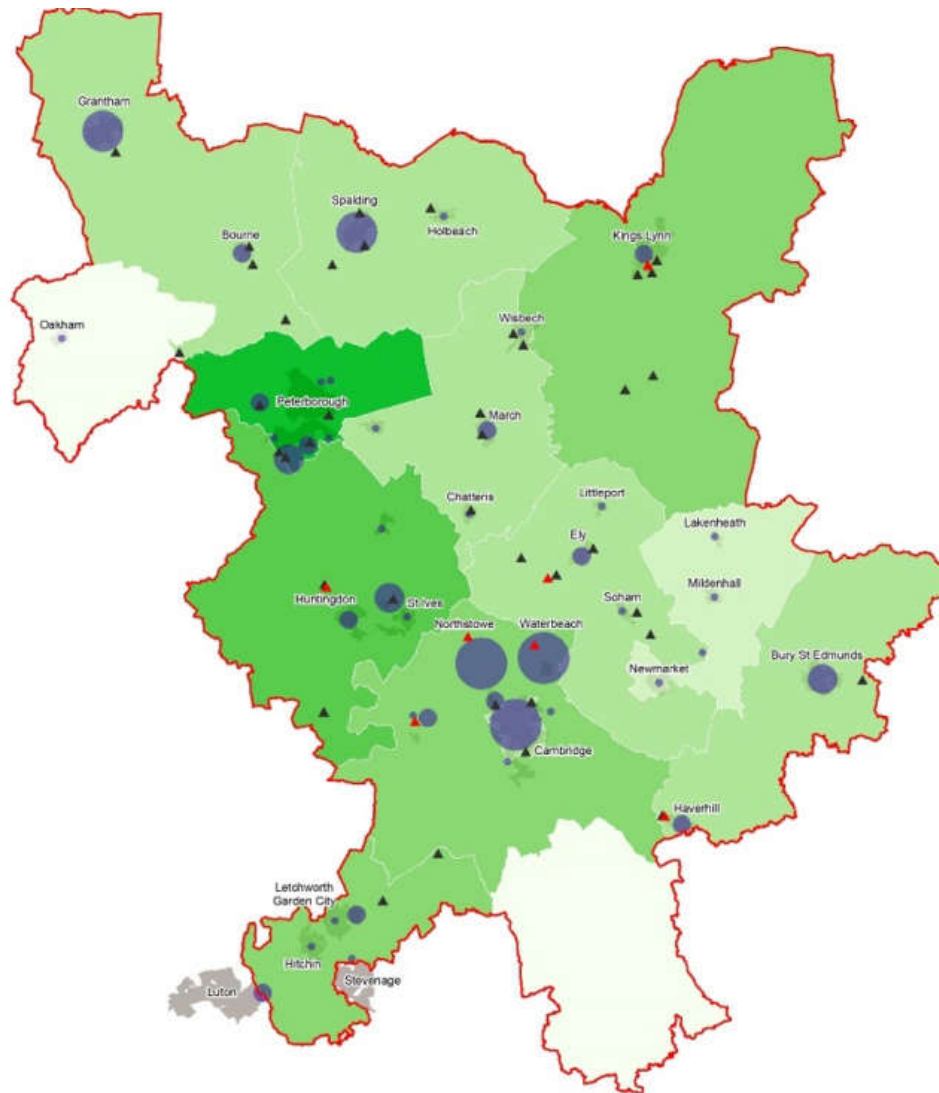 Grantham
Spalding
Holbeach
Bourne
Kings Lynn
Oakham
Wisbech
Peterborough
March
Chatteris
Littleport
Lakenheath
Ely
Mildenhall
Huntingdon
St Ives
Soham
Northstowe
Waterbeach
Newmarket
Bury St Edmunds
Cambridge
Haverhill
Letchworth
Garden City
Hitchin
Stevenage
Luton